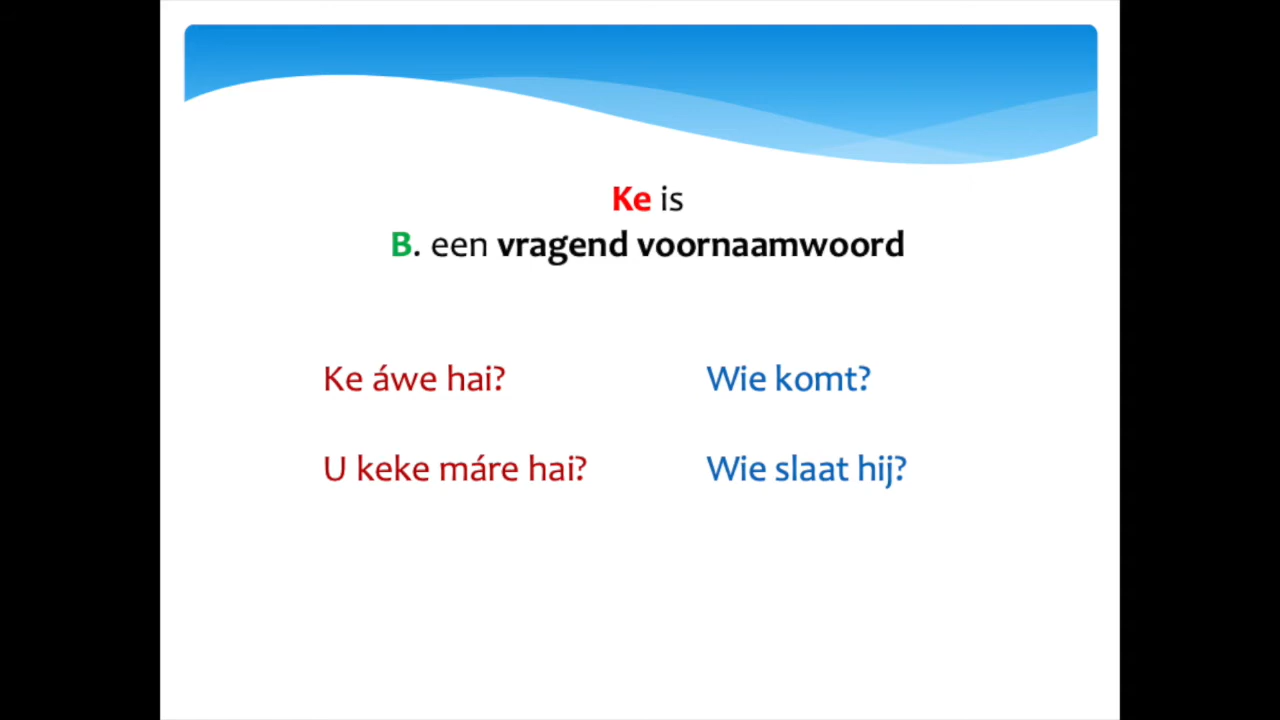 Ke is
B. een vragend voornaamwoord
Ke áwe hai? Wie komt?
U keke máre hai? Wie slaat hij?